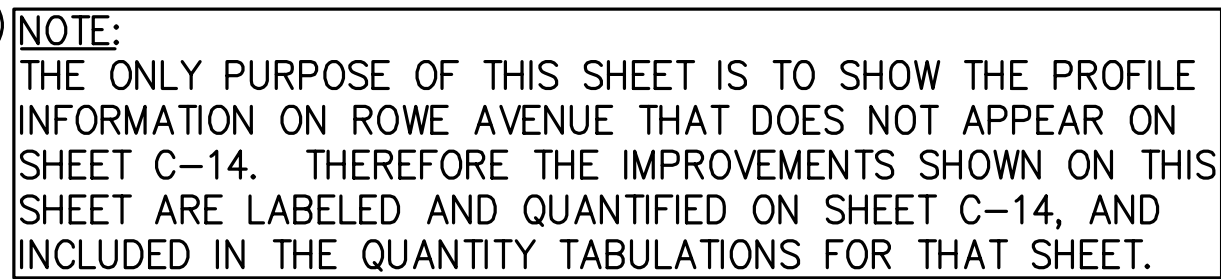 NOTE:
THE ONLY PURPOSE OF THIS SHEET IS TO SHOW THE PROFILE
INFORMATION ON ROWE AVENUE THAT DOES NOT APPEAR ON
SHEET C-14. THEREFORE THE IMPROVEMENTS SHOWN ON THIS
SHEET ARE LABELED AND QUANTIFIED ON SHEET C-14, AND
INCLUDED IN THE QUANTITY TABULATIONS FOR THAT SHEET.